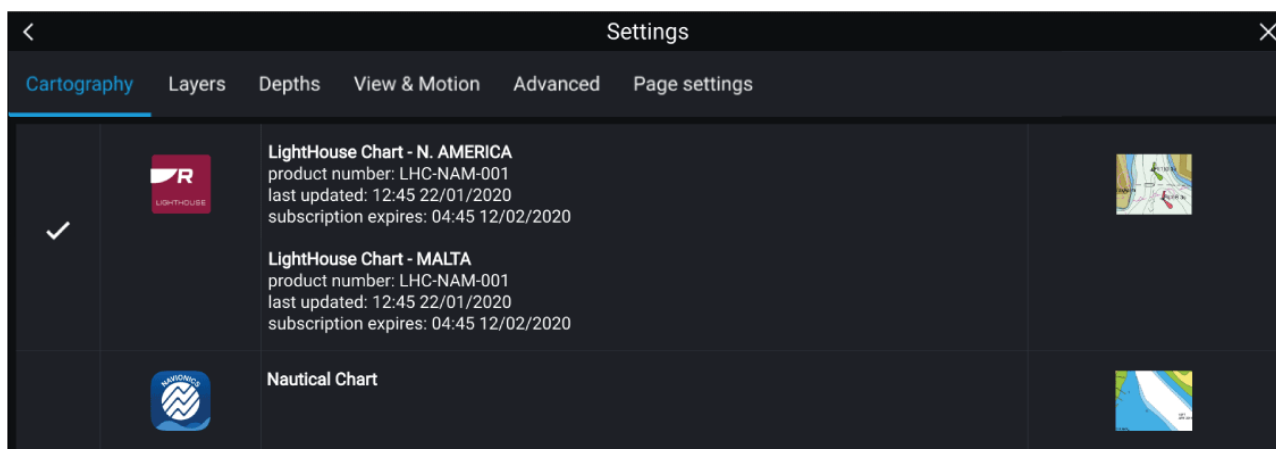 Settings
Cartography Layers Depths View & Motion Advanced Page settings
LightHouse Chart - N. AMERICA
product number: LHC-NAM-001
last updated: 12:45 22/01/2020
subscription expires: 04:45 12/02/2020
R
LIGHTHOUSE
LightHouse Chart - MALTA
product number: LHC-NAM-001
last updated: 12:45 22/01/2020
subscription expires: 04:45 12/02/2020
NAVIONICS
Nautical Chart